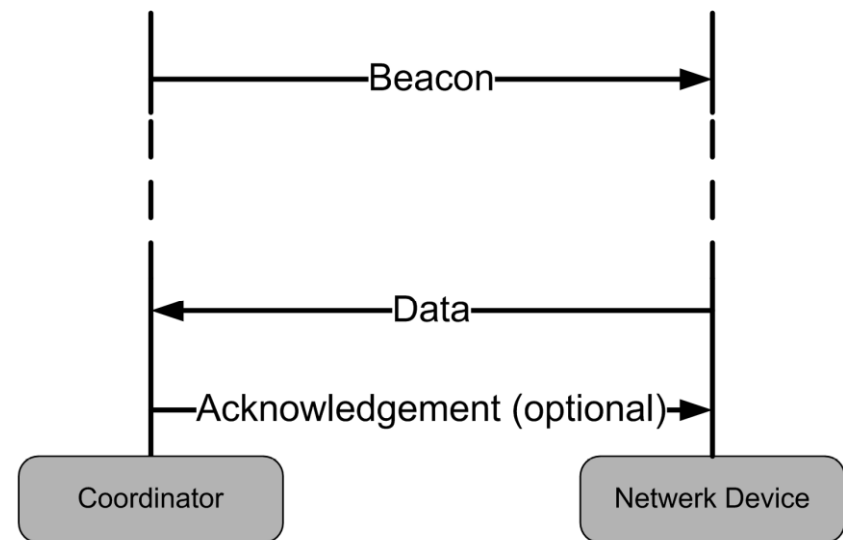 Beacon
Data
Acknowledgement (optional)
Coordinator
Netwerk Device